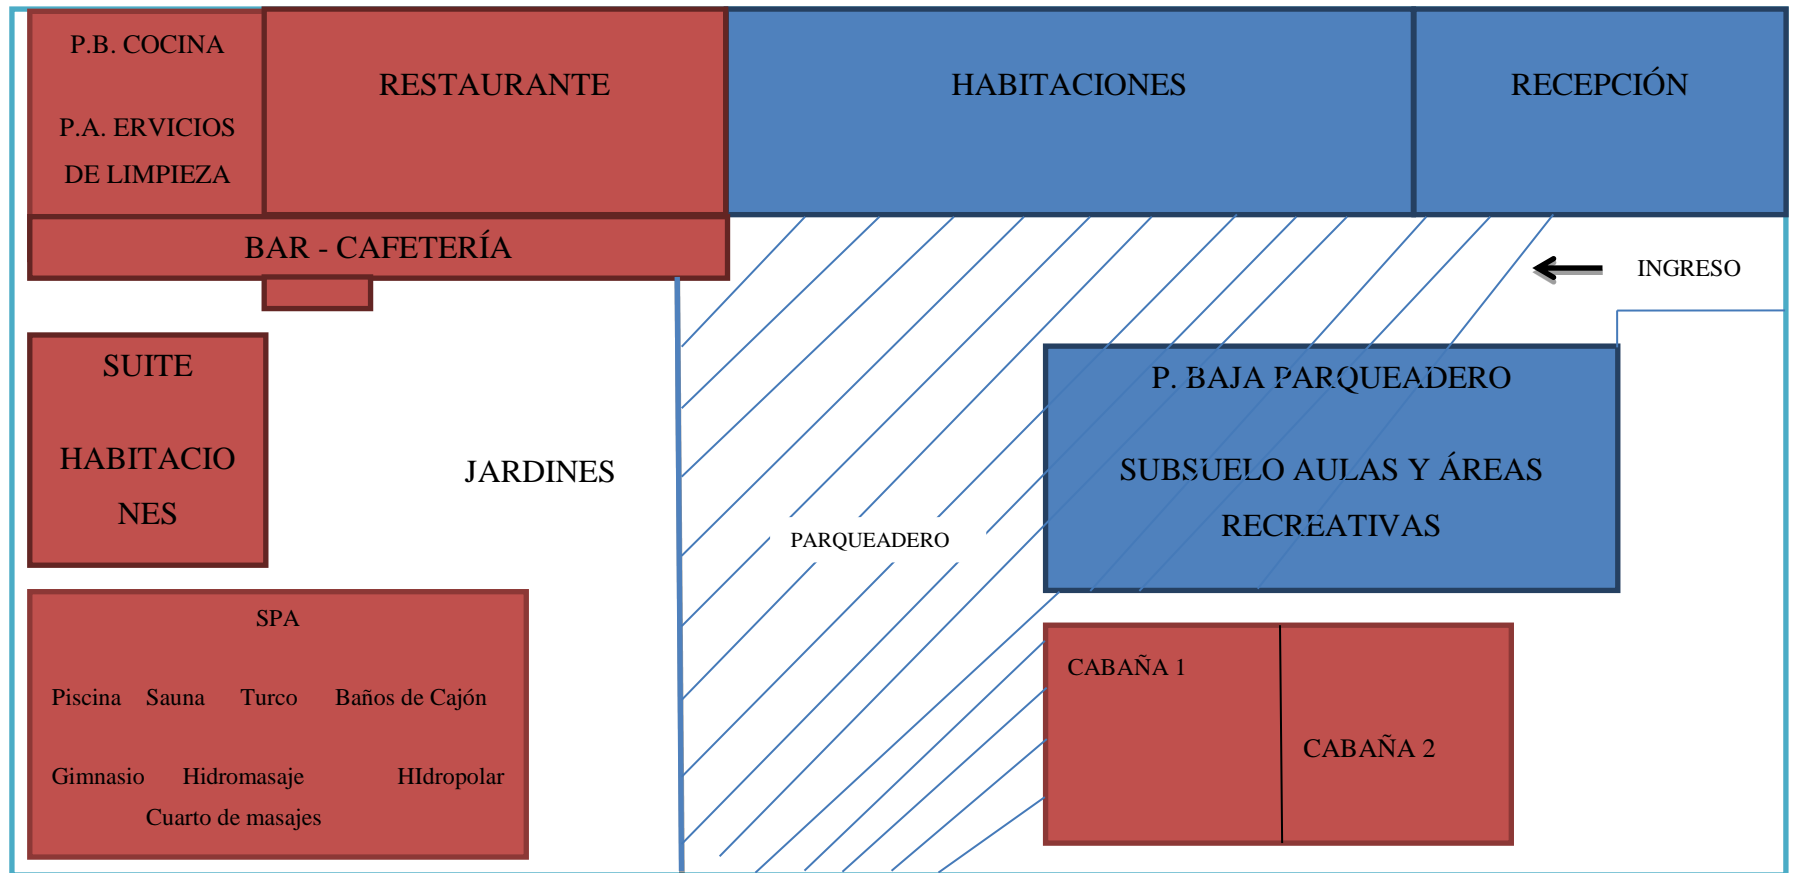 P.B. COCINA
P.A. ERVICIOS
DE LIMPIEZA
RESTAURANTE
HABITACIONES
RECEPCIÓN
BAR - CAFETERÍA
INGRESO
SUITE
HABITACIO
NES
JARDINES
PARQUEADERO
P. BAJA PARQUEADERO
SUBSUELO AULAS Y ÁREAS
RECREATIVAS
SPA
Piscina Sauna Turco Baños de Cajón
Gimnasio Hidromasaje HIdropolar
Cuarto de masajes
CABAÑA 1
CABAÑA 2